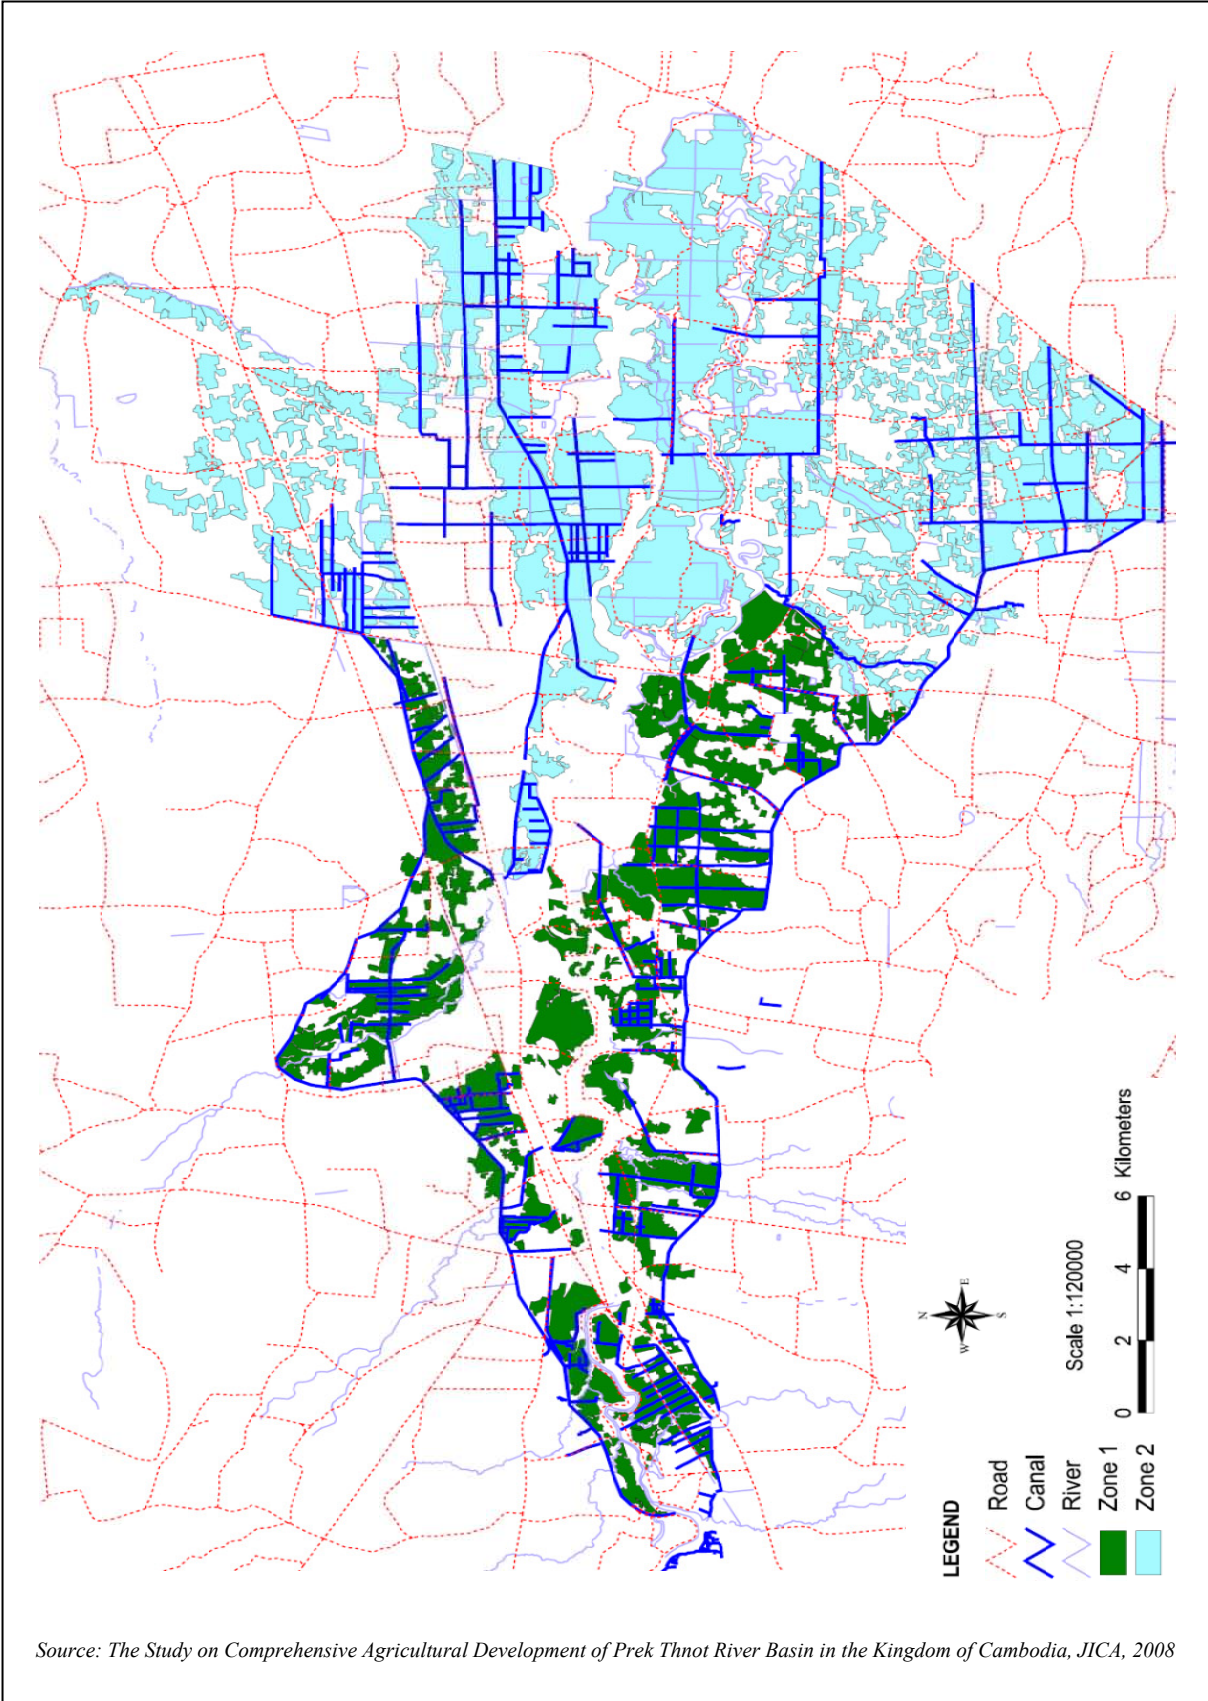 N
E
S
W
Scale 1:120000
0 2 4 6 Kilometers
LEGEND
Road
Canal
River
Zone 1
Zone 2
Source: The Study on Comprehensive Agricultural Development of Prek Thnot River Basin in the Kingdom of Cambodia, JICA, 2008